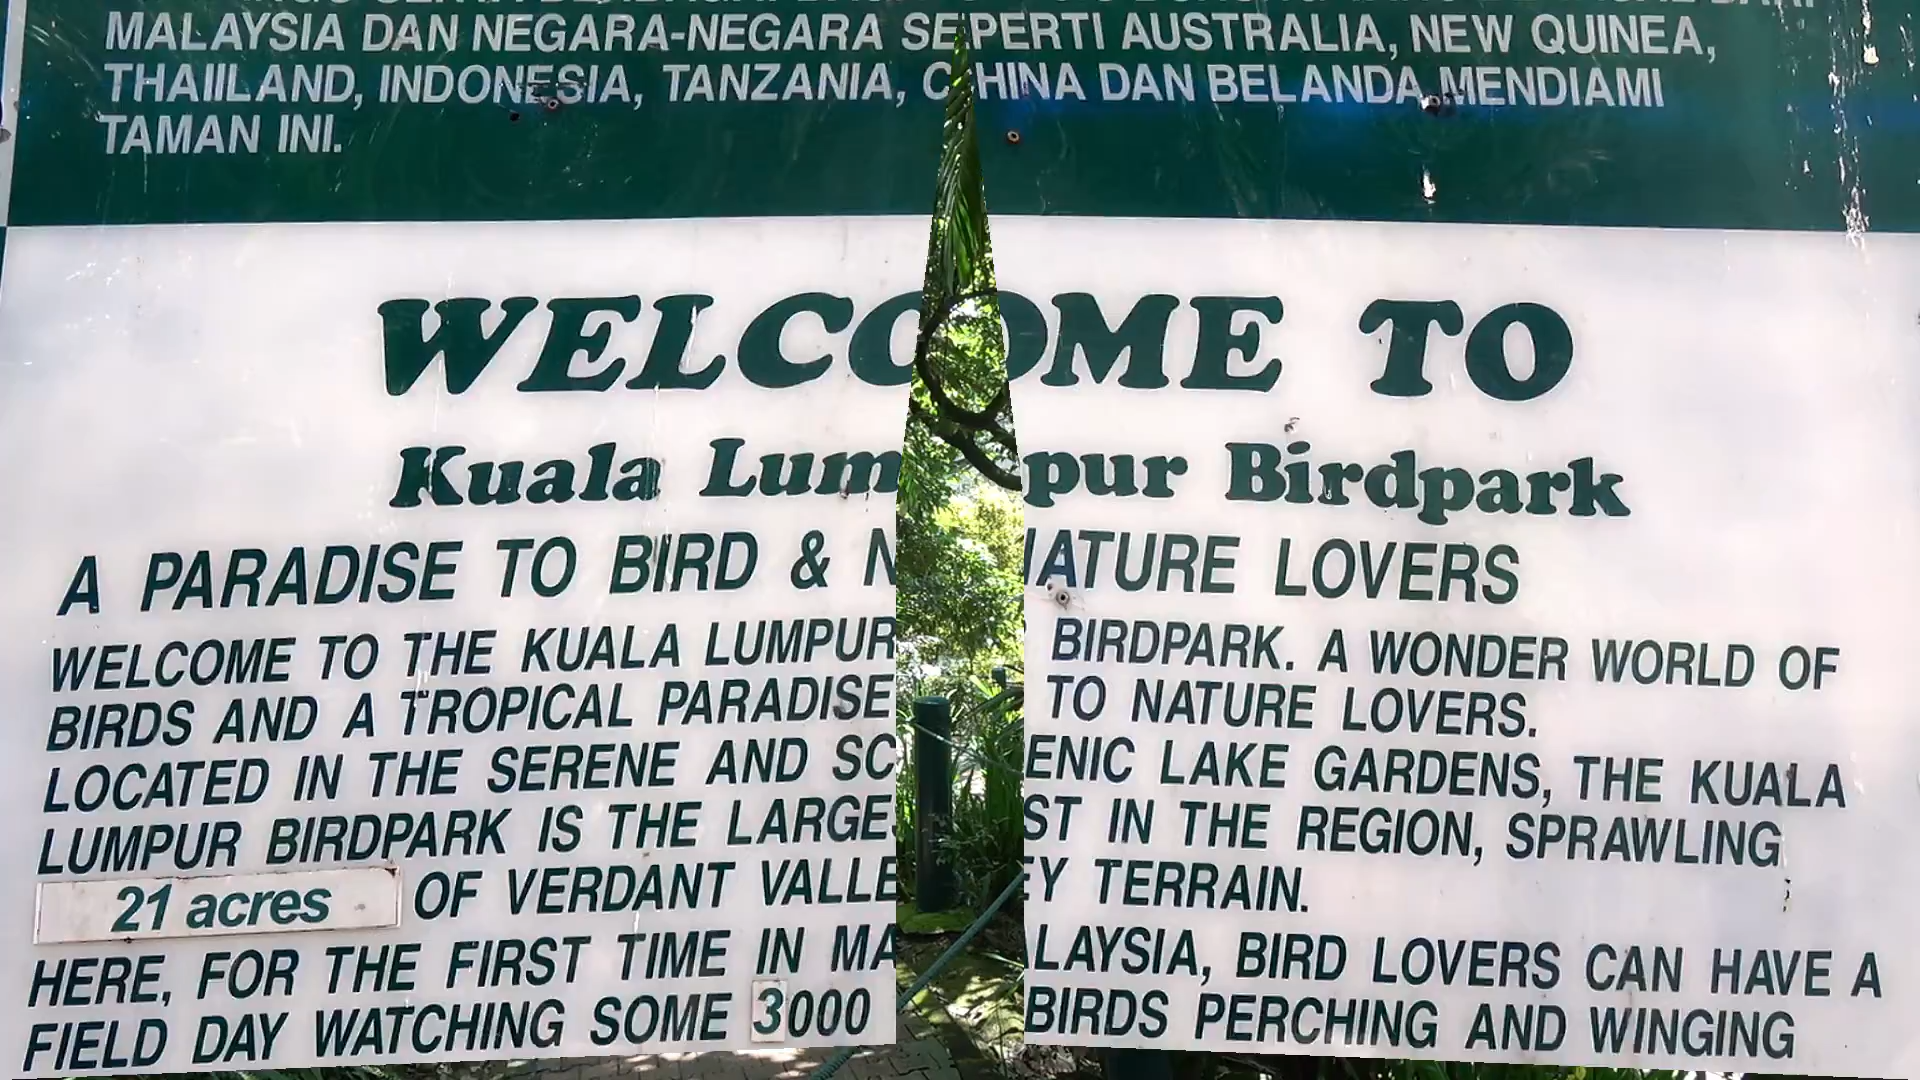 MALAYSIA DAN NEGARA-NEGARA SEPERTI AUSTRALIA, NEW QUINEA,
THAIILAND, INDONESIA, TANZANIA, CHINA DAN BELANDA MENDIAMI
TAMAN INI.
WELCOME TO
Kuala Lumpur Birdpark
A PARADISE TO BIRD & NATURE LOVERS
WELCOME TO THE KUALA LUMPUR BIRDPARK. A WONDER WORLD OF
BIRDS AND A TROPICAL PARADISE TO NATURE LOVERS.
LOCATED IN THE SERENE AND SCENIC LAKE GARDENS, THE KUALA
LUMPUR BIRDPARK IS THE LARGEST IN THE REGION, SPRAWLING
21 acres OF VERDANT VALLEY TERRAIN.
HERE, FOR THE FIRST TIME IN MALAYSIA, BIRD LOVERS CAN HAVE A
FIELD DAY WATCHING SOME 3000 BIRDS PERCHING AND WINGING